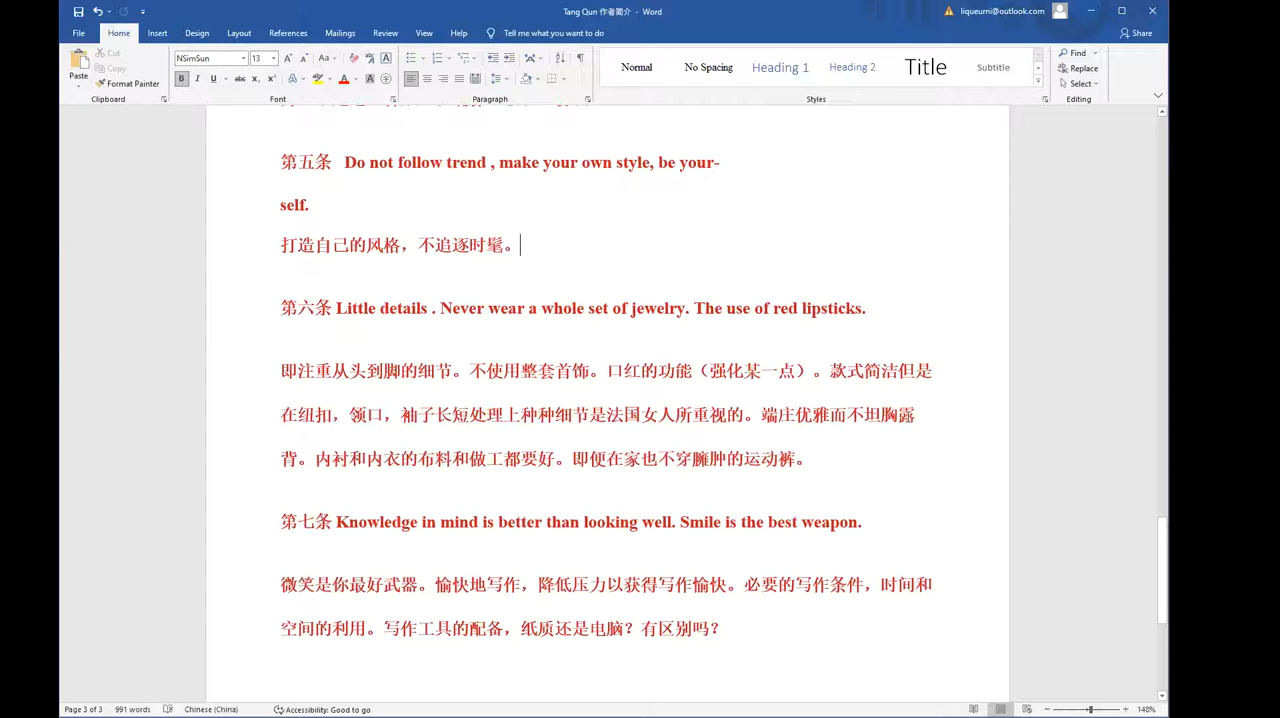 Tang Qun 作者简介 - Word
liqueurni@outlook.com
File Home Insert Design Layout References Mailings Review View Help Tell me what you want to do Share
Paste
Cut
Copy
Format Painter
Clipboard
NSimSun 13
Font
Paragraph
Normal No Spacing Heading 1 Heading 2 Title Subtitle
Styles
Find
Replace
Select
Editing
第五条 Do not follow trend , make your own style, be your-
self.
打造自己的风格，不追逐时髦。
第六条 Little details . Never wear a whole set of jewelry. The use of red lipsticks.
即注重从头到脚的细节。不使用整套首饰。口红的功能（强化某一点）。款式简洁但是
在纽扣，领口，袖子长短处理上种种细节是法国女人所重视的。端庄优雅而不坦胸露
背。内衬和内衣的布料和做工都要好。即便在家也不穿臃肿的运动裤。
第七条 Knowledge in mind is better than looking well. Smile is the best weapon.
微笑是你最好武器。愉快地写作，降低压力以获得写作愉快。必要的写作条件，时间和
空间的利用。写作工具的配备，纸质还是电脑？有区别吗？
Page 3 of 3 991 words Chinese (China) Accessibility: Good to go 148%